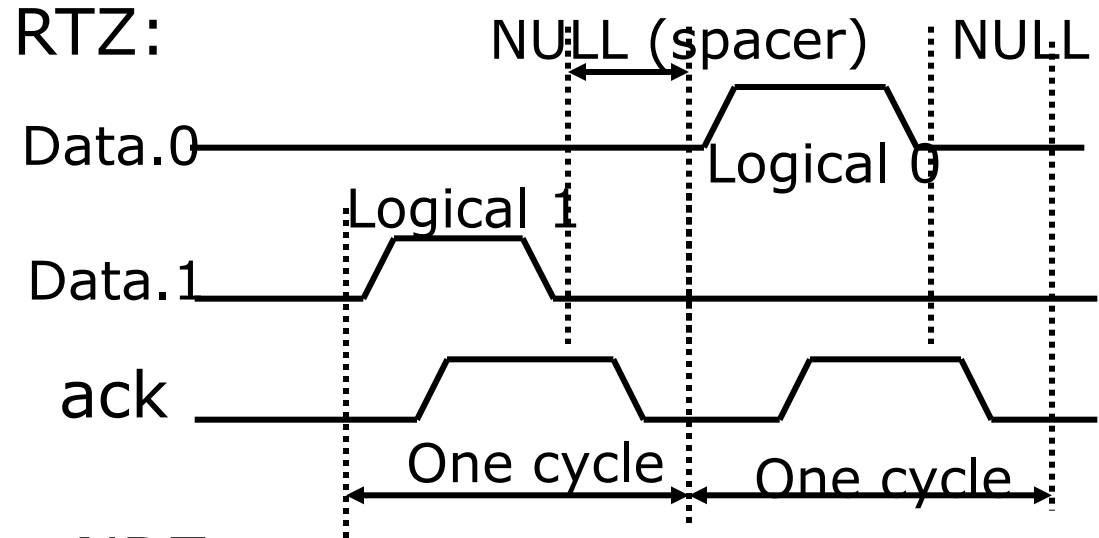 RTZ:
NULL (spacer)
NULL
Data.0
Logical 0
Logical 1
Data.1
ack
One cycle
One cycle